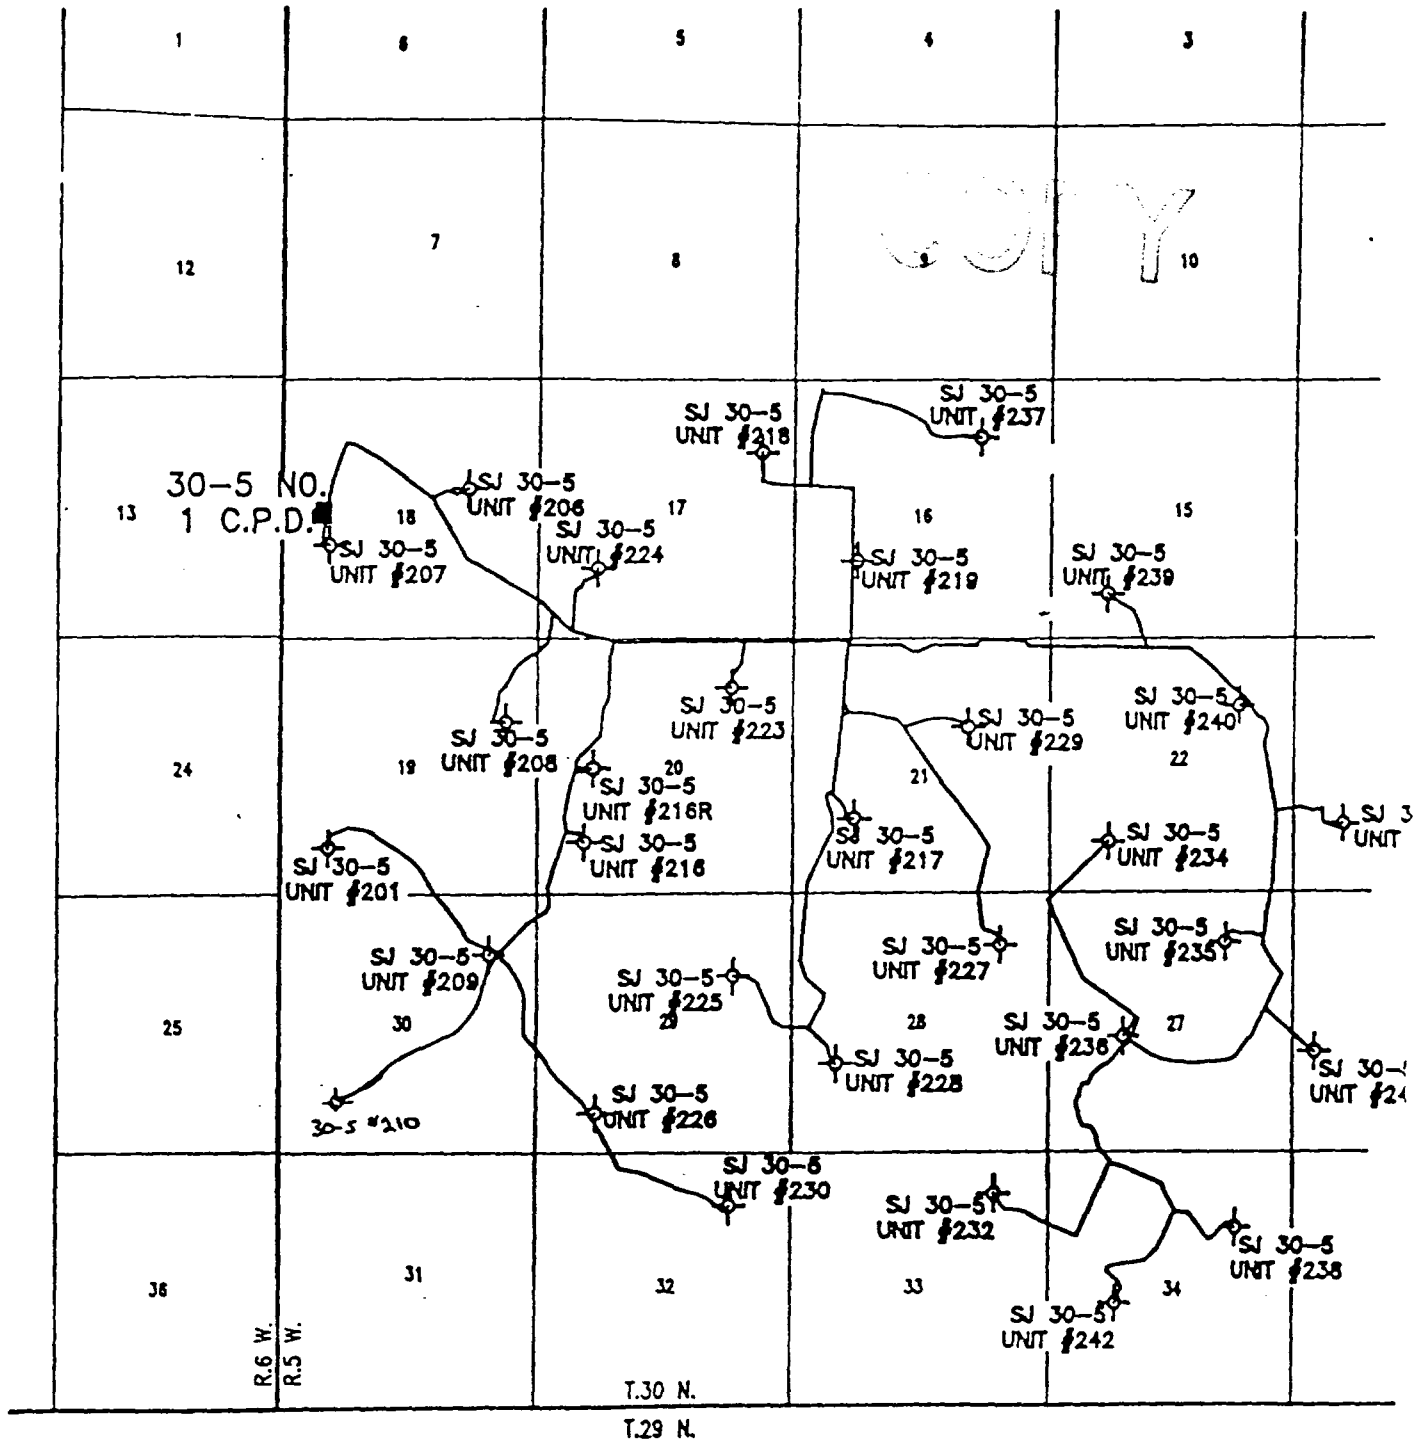 1
6
5
4
3
COPY
12
7
8
9
10
SJ 30-5
UNIT #218
SJ 30-5
UNIT #237
30-5 NO.
1 C.P.D.
13
18
SJ 30-5
UNIT #206
17
16
15
SJ 30-5
UNIT #207
SJ 30-5
UNIT #224
SJ 30-5
UNIT #219
SJ 30-5
UNIT #239
SJ 30-5
UNIT #208
SJ 30-5
UNIT #223
SJ 30-5
UNIT #229
SJ 30-5
UNIT #240
24
19
20
21
22
SJ 30-5
UNIT #216R
SJ 30-5
UNIT #216
SJ 30-5
UNIT #217
SJ 30-5
UNIT #234
SJ 3
UNIT
SJ 30-5
UNIT #201
SJ 30-5
UNIT #209
SJ 30-5
UNIT #225
SJ 30-5
UNIT #227
SJ 30-5
UNIT #235
25
30
29
28
SJ 30-5
UNIT #236
27
SJ 30-5
UNIT #228
SJ 30-
UNIT #24
30-5 #210
SJ 30-5
UNIT #226
SJ 30-5
UNIT #230
SJ 30-5
UNIT #232
SJ 30-5
UNIT #238
36
31
32
33
34
SJ 30-5
UNIT #242
R.6 W.
R.5 W.
T.30 N.
T.29 N.